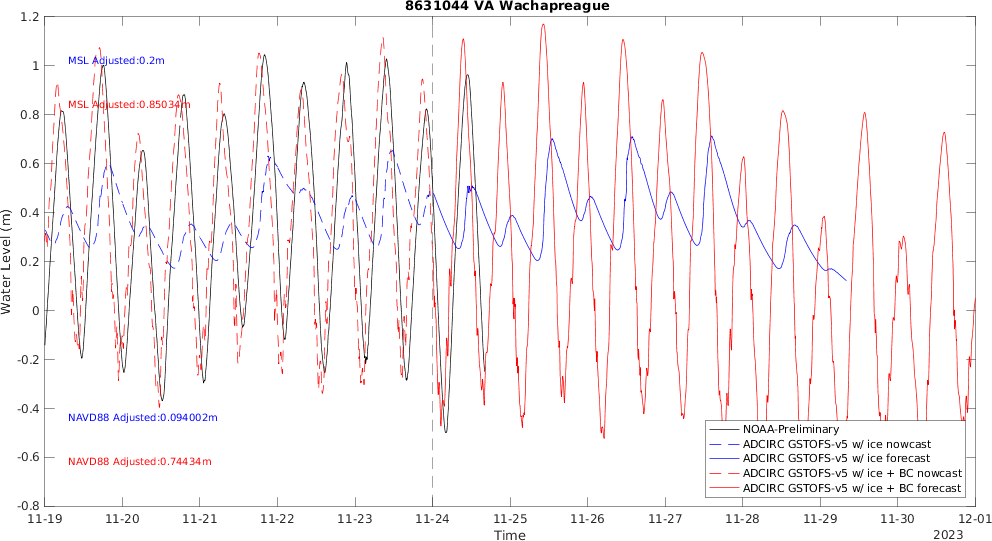 8631044 VA Wachapreague
Water Level (m)
1.2
1
0.8
0.6
0.4
0.2
0
-0.2
-0.4
-0.6
-0.8
MSL Adjusted:0.2m
MSL Adjusted:0.85034m
NAVD88 Adjusted:0.094002m
NAVD88 Adjusted:0.74434m
NOAA-Preliminary
ADCIRC GSTOFS-v5 w/ ice nowcast
ADCIRC GSTOFS-v5 w/ ice forecast
ADCIRC GSTOFS-v5 w/ ice + BC nowcast
ADCIRC GSTOFS-v5 w/ ice + BC forecast
11-19 11-20 11-21 11-22 11-23 11-24 11-25 11-26 11-27 11-28 11-29 11-30 12-01
Time
2023